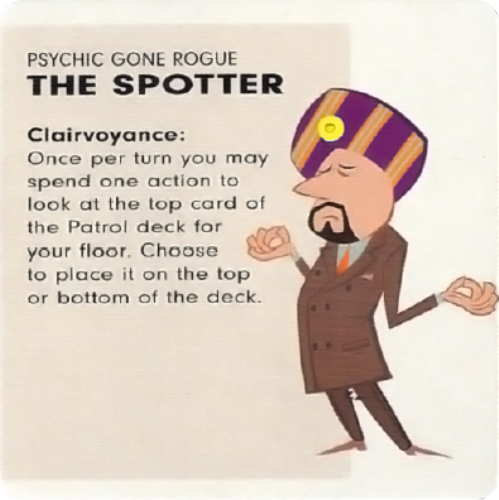 PSYCHIC GONE ROGUE
THE SPOTTER
Clairvoyance:
Once per turn you may
spend one action to
look at the top card of
the Patrol deck for
your floor. Choose
to place it on the top
or bottom of the deck.